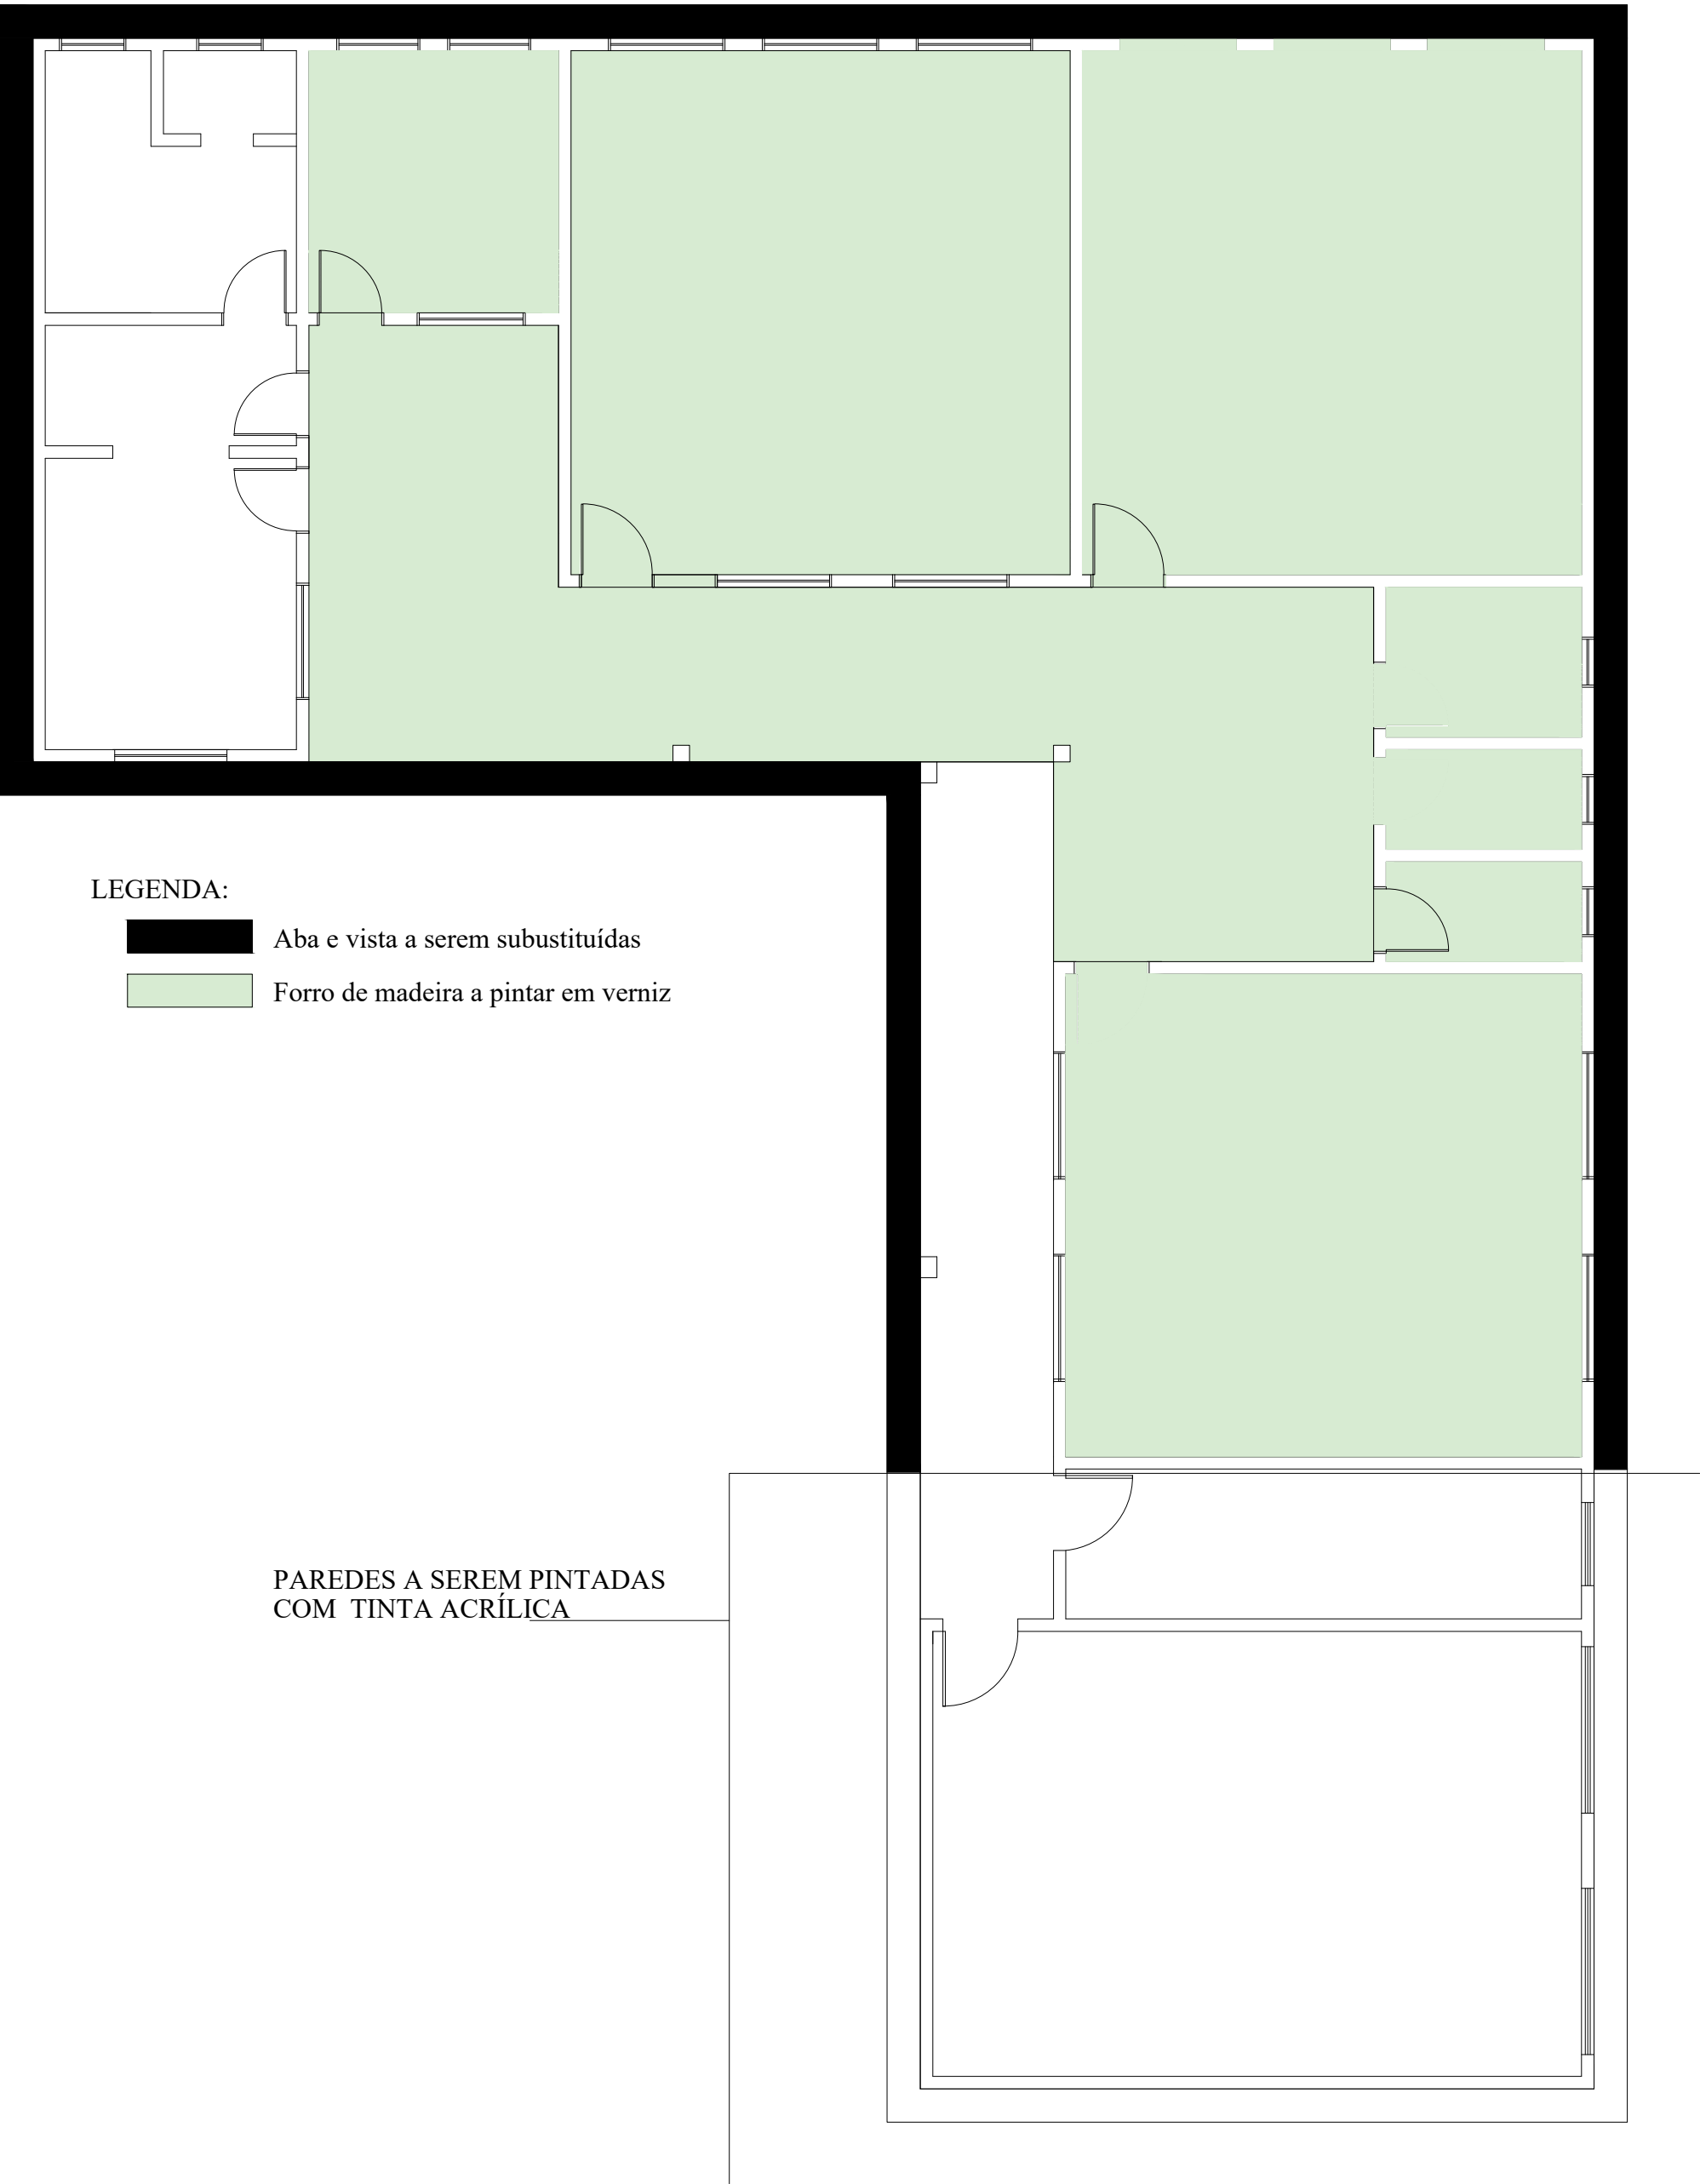 LEGENDA:
Aba e vista a serem subustituídas
Forro de madeira a pintar em verniz
PAREDES A SEREM PINTADAS
COM TINTA ACRÍLICA